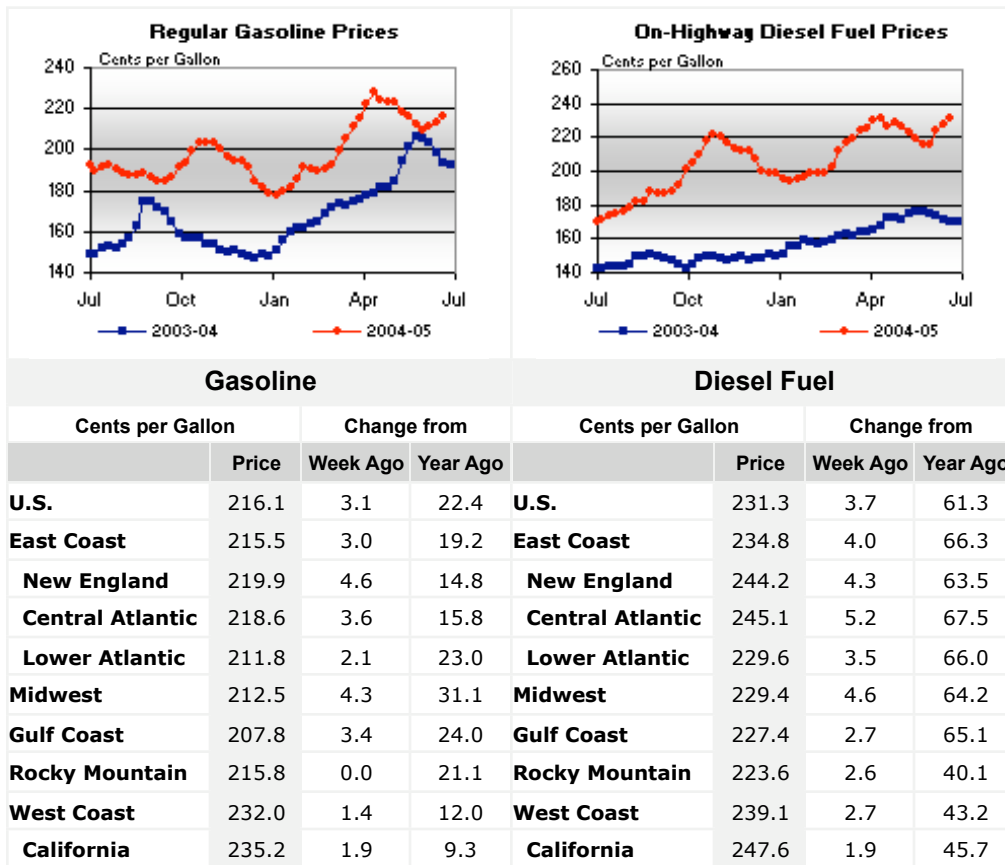 Regular Gasoline Prices
Cents per Gallon
240
220
200
180
160
140
Jul Oct Jan Apr Jul
2003-04 2004-05
On-Highway Diesel Fuel Prices
Cents per Gallon
260
240
220
200
180
160
140
Jul Oct Jan Apr Jul
2003-04 2004-05
Gasoline Diesel Fuel
Cents per Gallon Change from Cents per Gallon Change from
Price Week Ago Year Ago Price Week Ago Year Ago
U.S. 216.1 3.1 22.4 U.S. 231.3 3.7 61.3
East Coast 215.5 3.0 19.2 East Coast 234.8 4.0 66.3
New England 219.9 4.6 14.8 New England 244.2 4.3 63.5
Central Atlantic 218.6 3.6 15.8 Central Atlantic 245.1 5.2 67.5
Lower Atlantic 211.8 2.1 23.0 Lower Atlantic 229.6 3.5 66.0
Midwest 212.5 4.3 31.1 Midwest 229.4 4.6 64.2
Gulf Coast 207.8 3.4 24.0 Gulf Coast 227.4 2.7 65.1
Rocky Mountain 215.8 0.0 21.1 Rocky Mountain 223.6 2.6 40.1
West Coast 232.0 1.4 12.0 West Coast 239.1 2.7 43.2
California 235.2 1.9 9.3 California 247.6 1.9 45.7